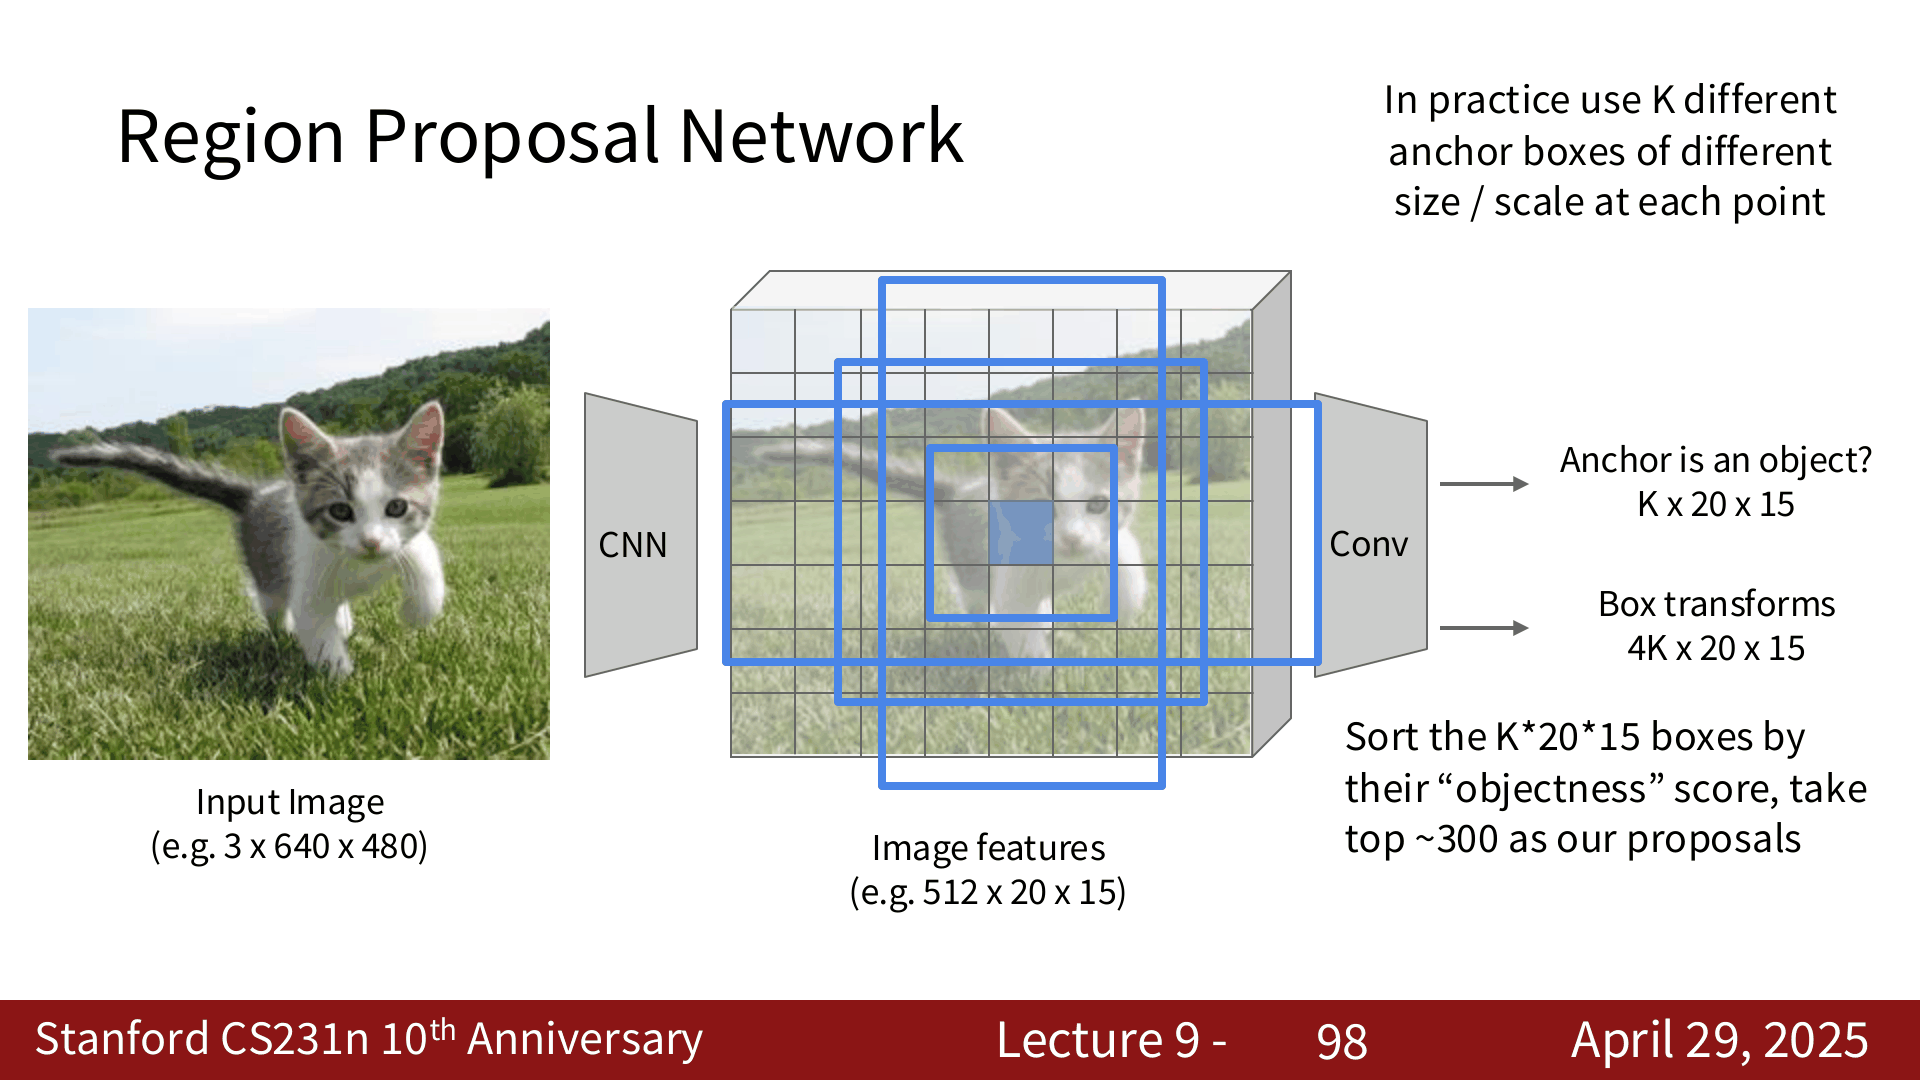 Region Proposal Network
In practice use K different
anchor boxes of different
size / scale at each point
CNN
Conv
Anchor is an object?
K x 20 x 15
Box transforms
4K x 20 x 15
Sort the K*20*15 boxes by
their “objectness” score, take
top ~300 as our proposals
Input Image
(e.g. 3 x 640 x 480)
Image features
(e.g. 512 x 20 x 15)
Stanford CS231n 10th Anniversary
Lecture 9 - 98
April 29, 2025